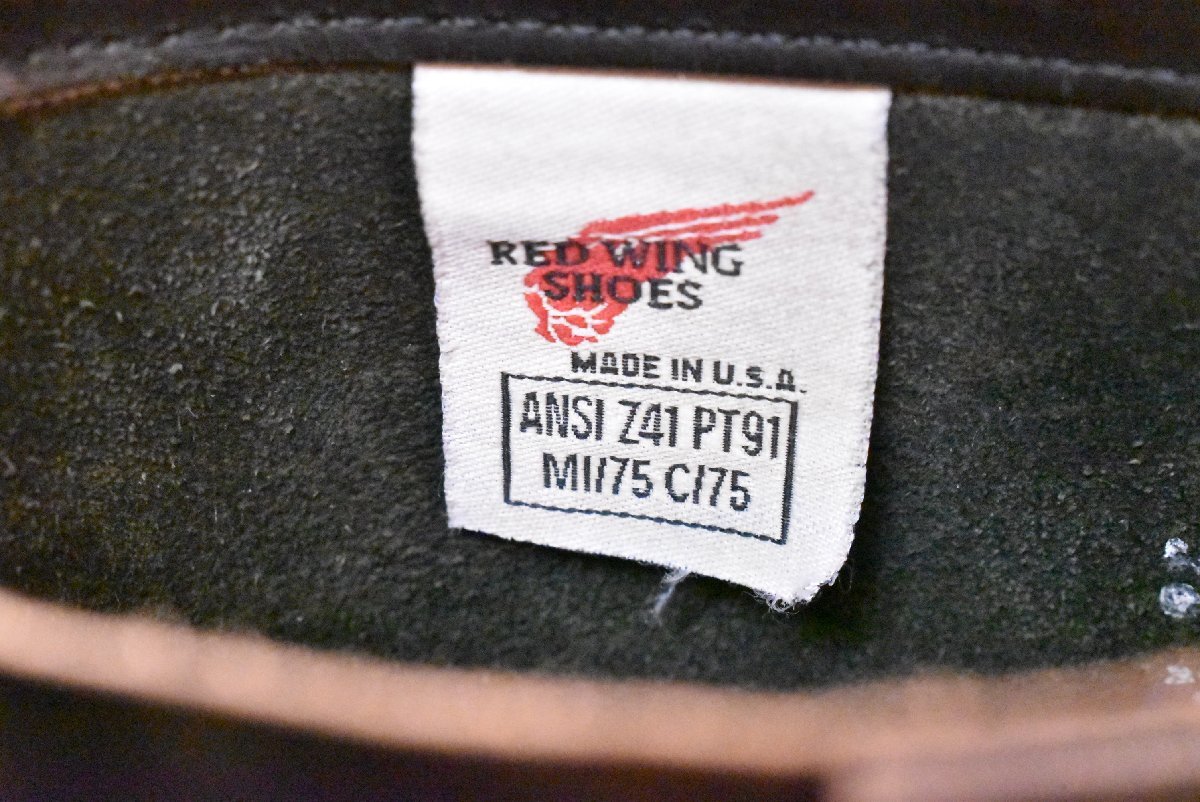 RED WING
SHOES
MADE IN U.S.A.
ANSI Z41 PT91
MI/75 C/75